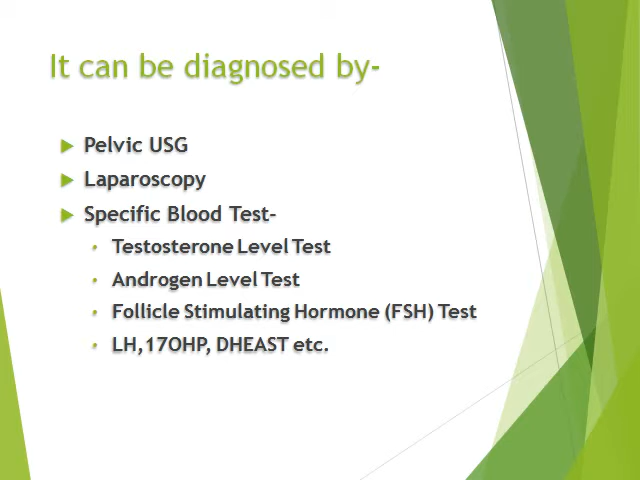 It can be diagnosed by-
Pelvic USG
Laparoscopy
Specific Blood Test-
Testosterone Level Test
Androgen Level Test
Follicle Stimulating Hormone (FSH) Test
LH,17OHP, DHEAST etc.